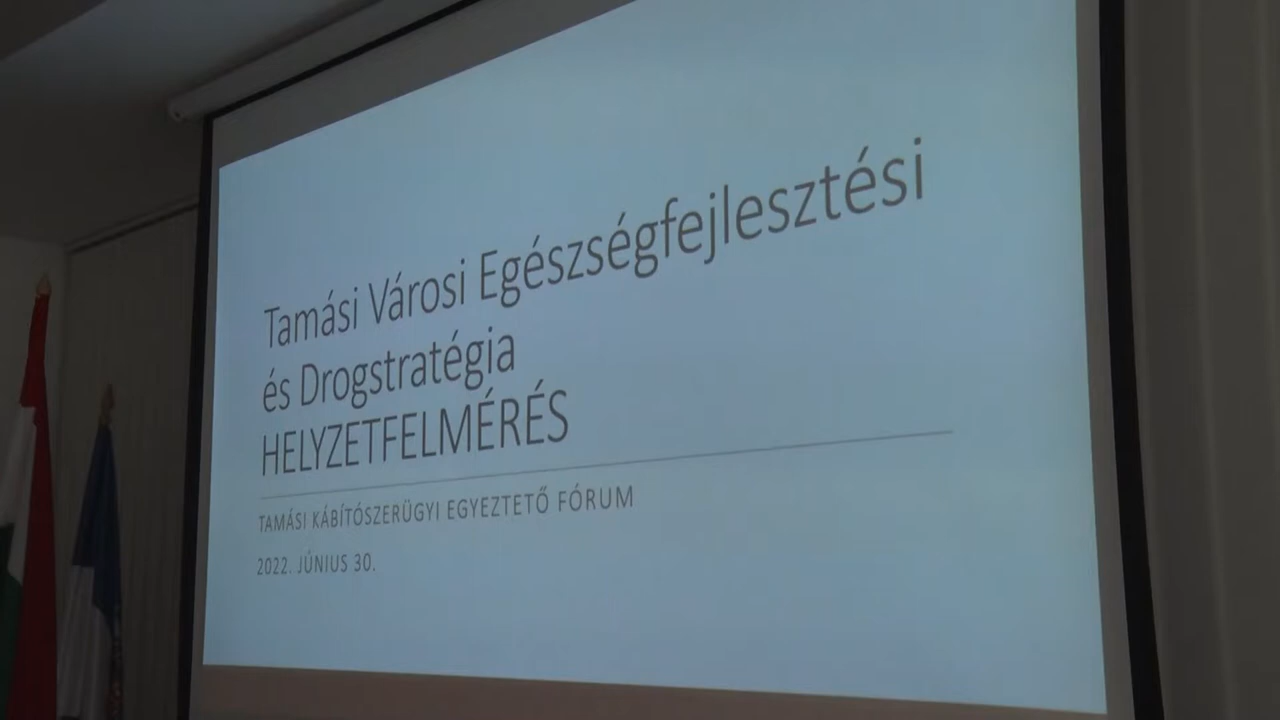 Tamási Városi Egészségfejlesztési
és Drogstratégia
HELYZETFELMÉRÉS
TAMÁSI KÁBÍTÓSZERÜGYI EGYEZTETŐ FÓRUM
2022. JÚNIUS 30.